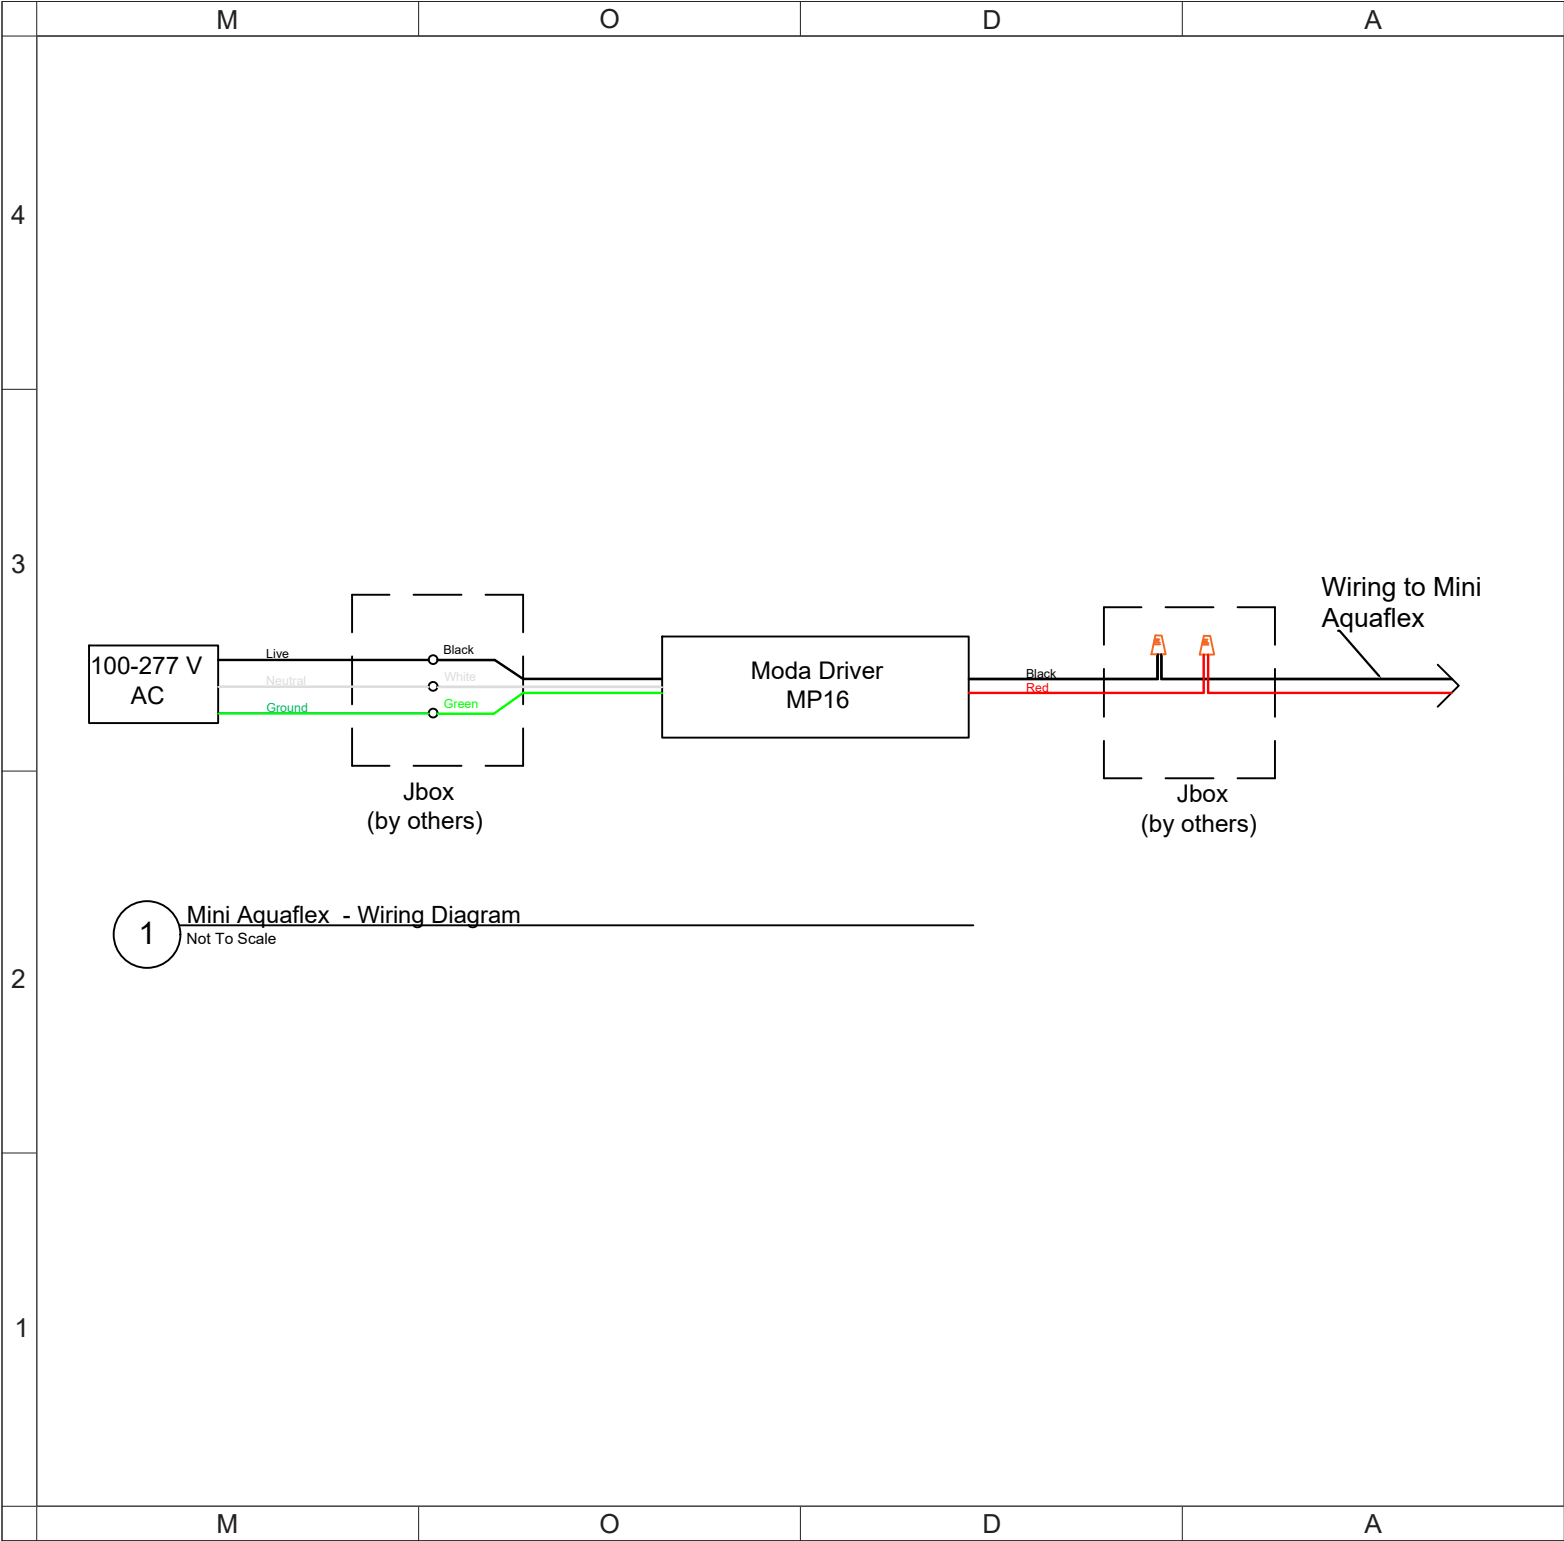 M O D A
4
3
Wiring to Mini
Aquaflex
100-277 V
AC
Live
Neutral
Ground
Black
White
Green
Moda Driver
MP16
Black
Red
Jbox
(by others)
Jbox
(by others)
1
Mini Aquaflex - Wiring Diagram
Not To Scale
2
1
M O D A